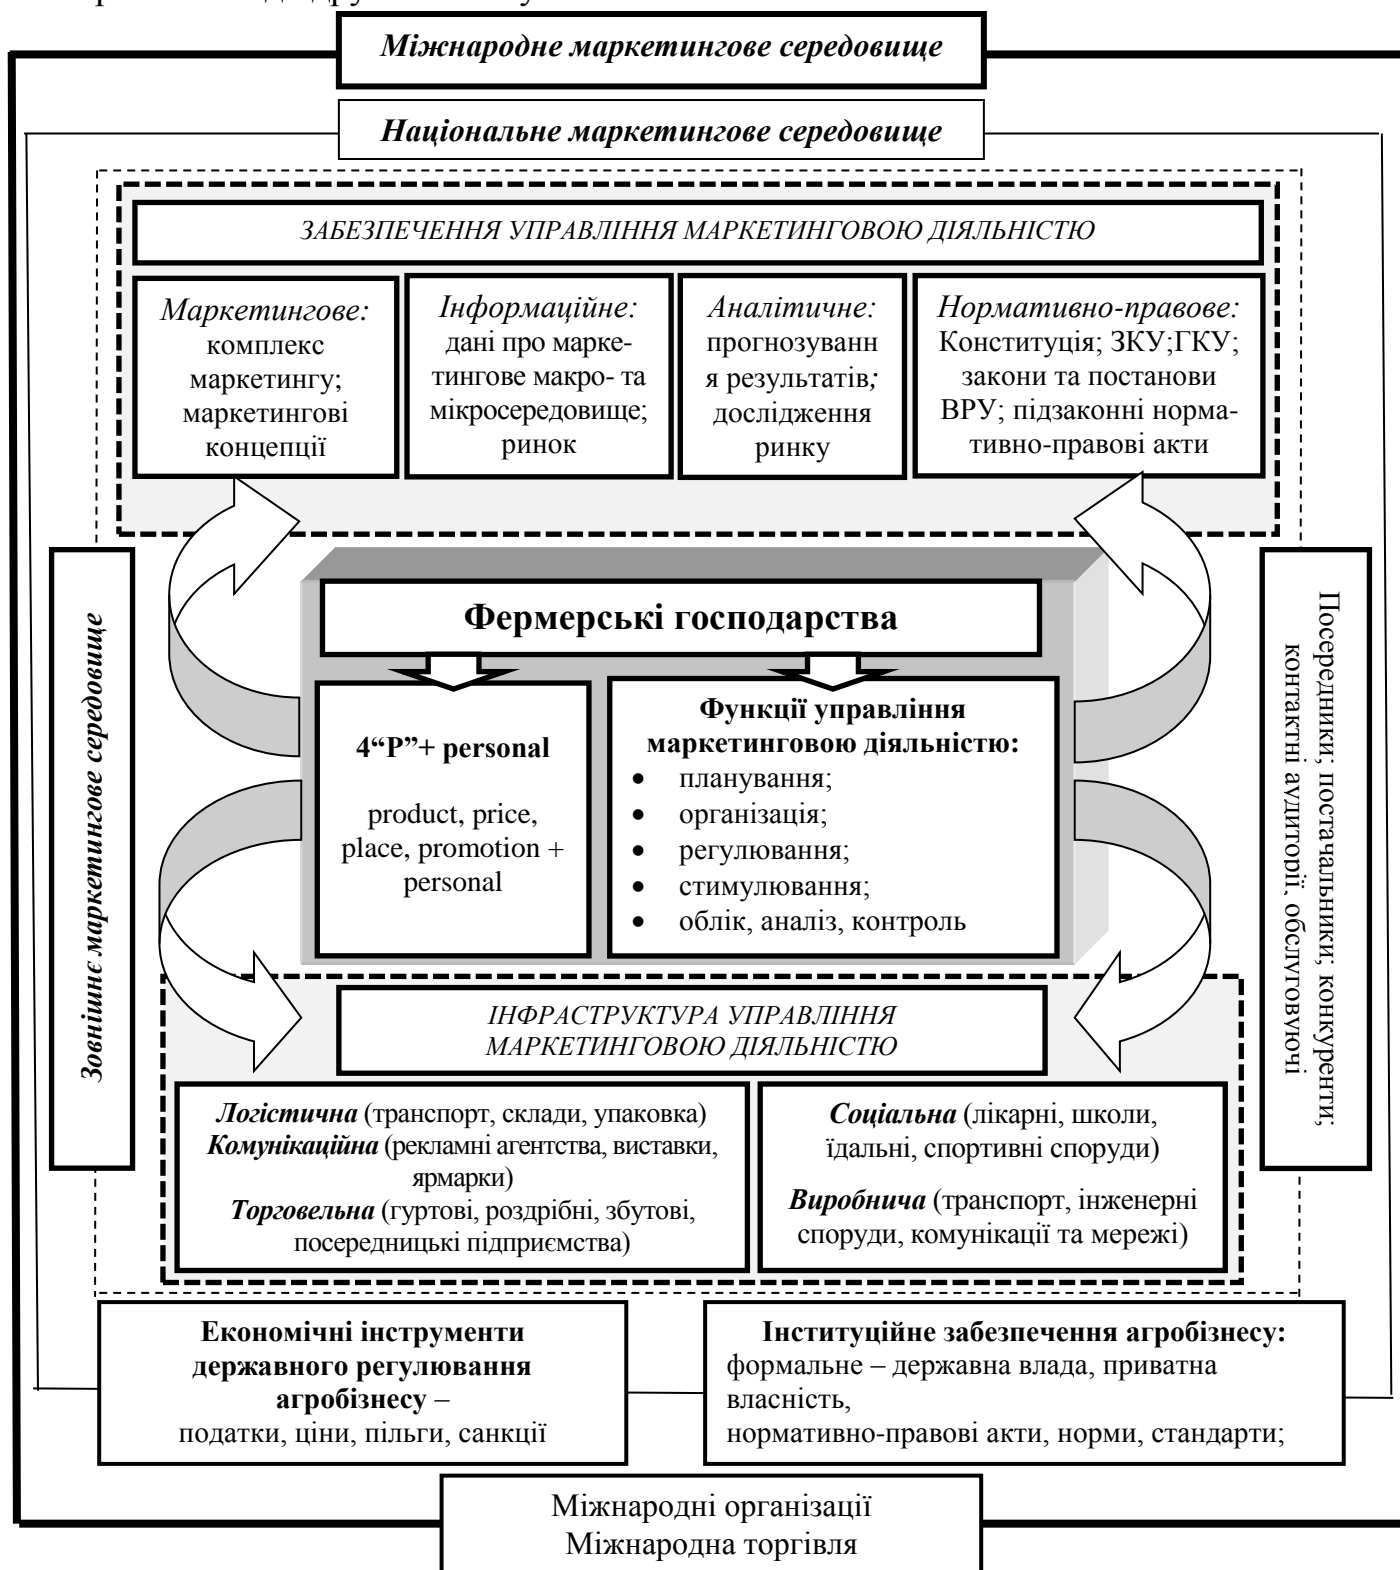 Міжнародне маркетингове середовище
Національне маркетингове середовище
ЗАБЕЗПЕЧЕННЯ УПРАВЛІННЯ МАРКЕТИНГОВОЮ ДІЯЛЬНІСТЮ
Маркетингове:
комплекс
маркетингу;
маркетингові
концепції
Інформаційне:
дані про марке-
тингове макро- та
мікросередовище;
ринок
Аналітичне:
прогнозуванн
я результатів;
дослідження
ринку
Нормативно-правове:
Конституція; ЗКУ;ГКУ;
закони та постанови
ВРУ; підзаконні норма-
тивно-правові акти
Зовнішнє маркетингове середовище
Фермерські господарства
4“P”+ personal
product, price,
place, promotion +
personal
Функції управління
маркетинговою діяльністю:
• планування;
• організація;
• регулювання;
• стимулювання;
• облік, аналіз, контроль
Посередники; постачальники; конкуренти;
контактні аудиторії, обслуговуючі
ІНФРАСТРУКТУРА УПРАВЛІННЯ
МАРКЕТИНГОВОЮ ДІЯЛЬНІСТЮ
Логістична (транспорт, склади, упаковка)
Комунікаційна (рекламні агентства, виставки,
ярмарки)
Торговельна (гуртові, роздрібні, збутові,
посередницькі підприємства)
Соціальна (лікарні, школи,
їдальні, спортивні споруди)
Виробнича (транспорт, інженерні
споруди, комунікації та мережі)
Економічні інструменти
державного регулювання
агробізнесу –
податки, ціни, пільги, санкції
Інституційне забезпечення агробізнесу:
формальне – державна влада, приватна
власність,
нормативно-правові акти, норми, стандарти;
Міжнародні організації
Міжнародна торгівля